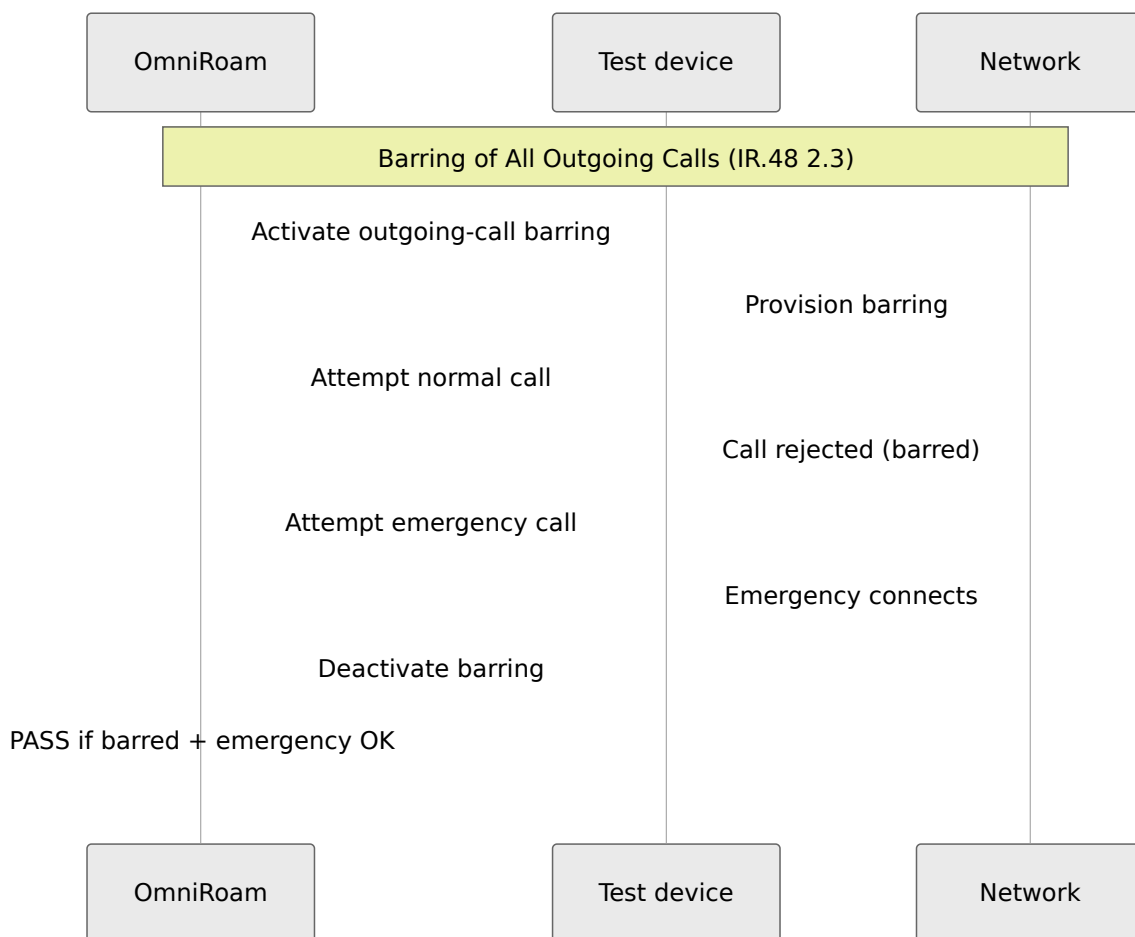 OmniRoam
Test device
Network
Barring of All Outgoing Calls (IR.48 2.3)
Activate outgoing-call barring
Provision barring
Attempt normal call
Call rejected (barred)
Attempt emergency call
Emergency connects
Deactivate barring
PASS if barred + emergency OK
OmniRoam
Test device
Network